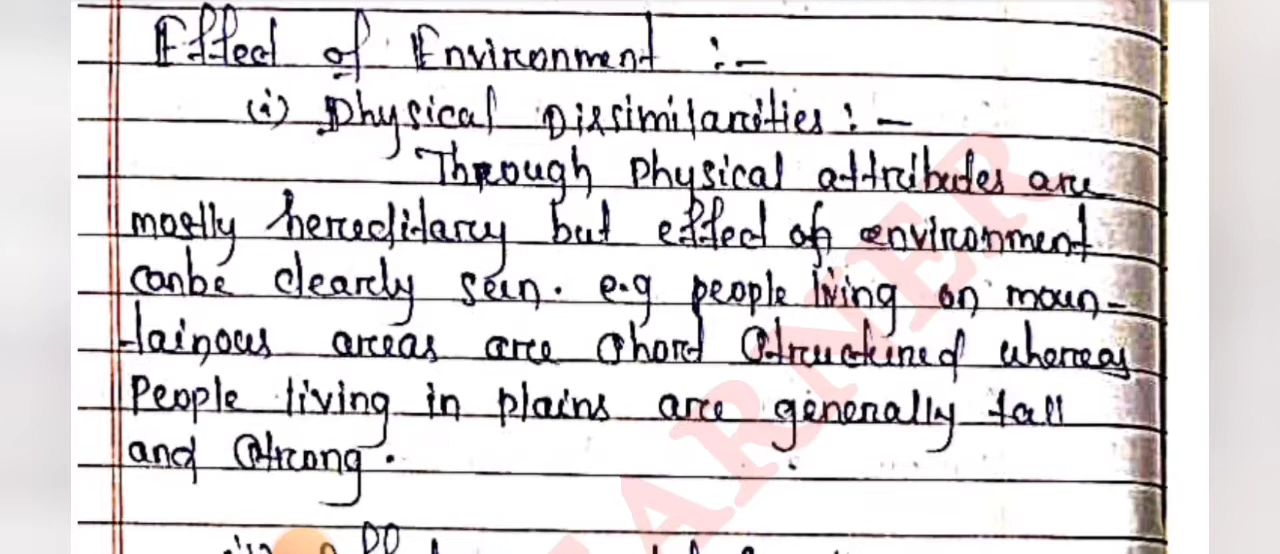 Effect of Environment :-
(i) Physical Dissimilarities :-
Through physical attributes are
mostly hereditary but effect of environment
canbe clearly seen. e.g people living on moun-
tainous areas are short structured whereas
People living in plains are generally tall
and strong.
ARNER